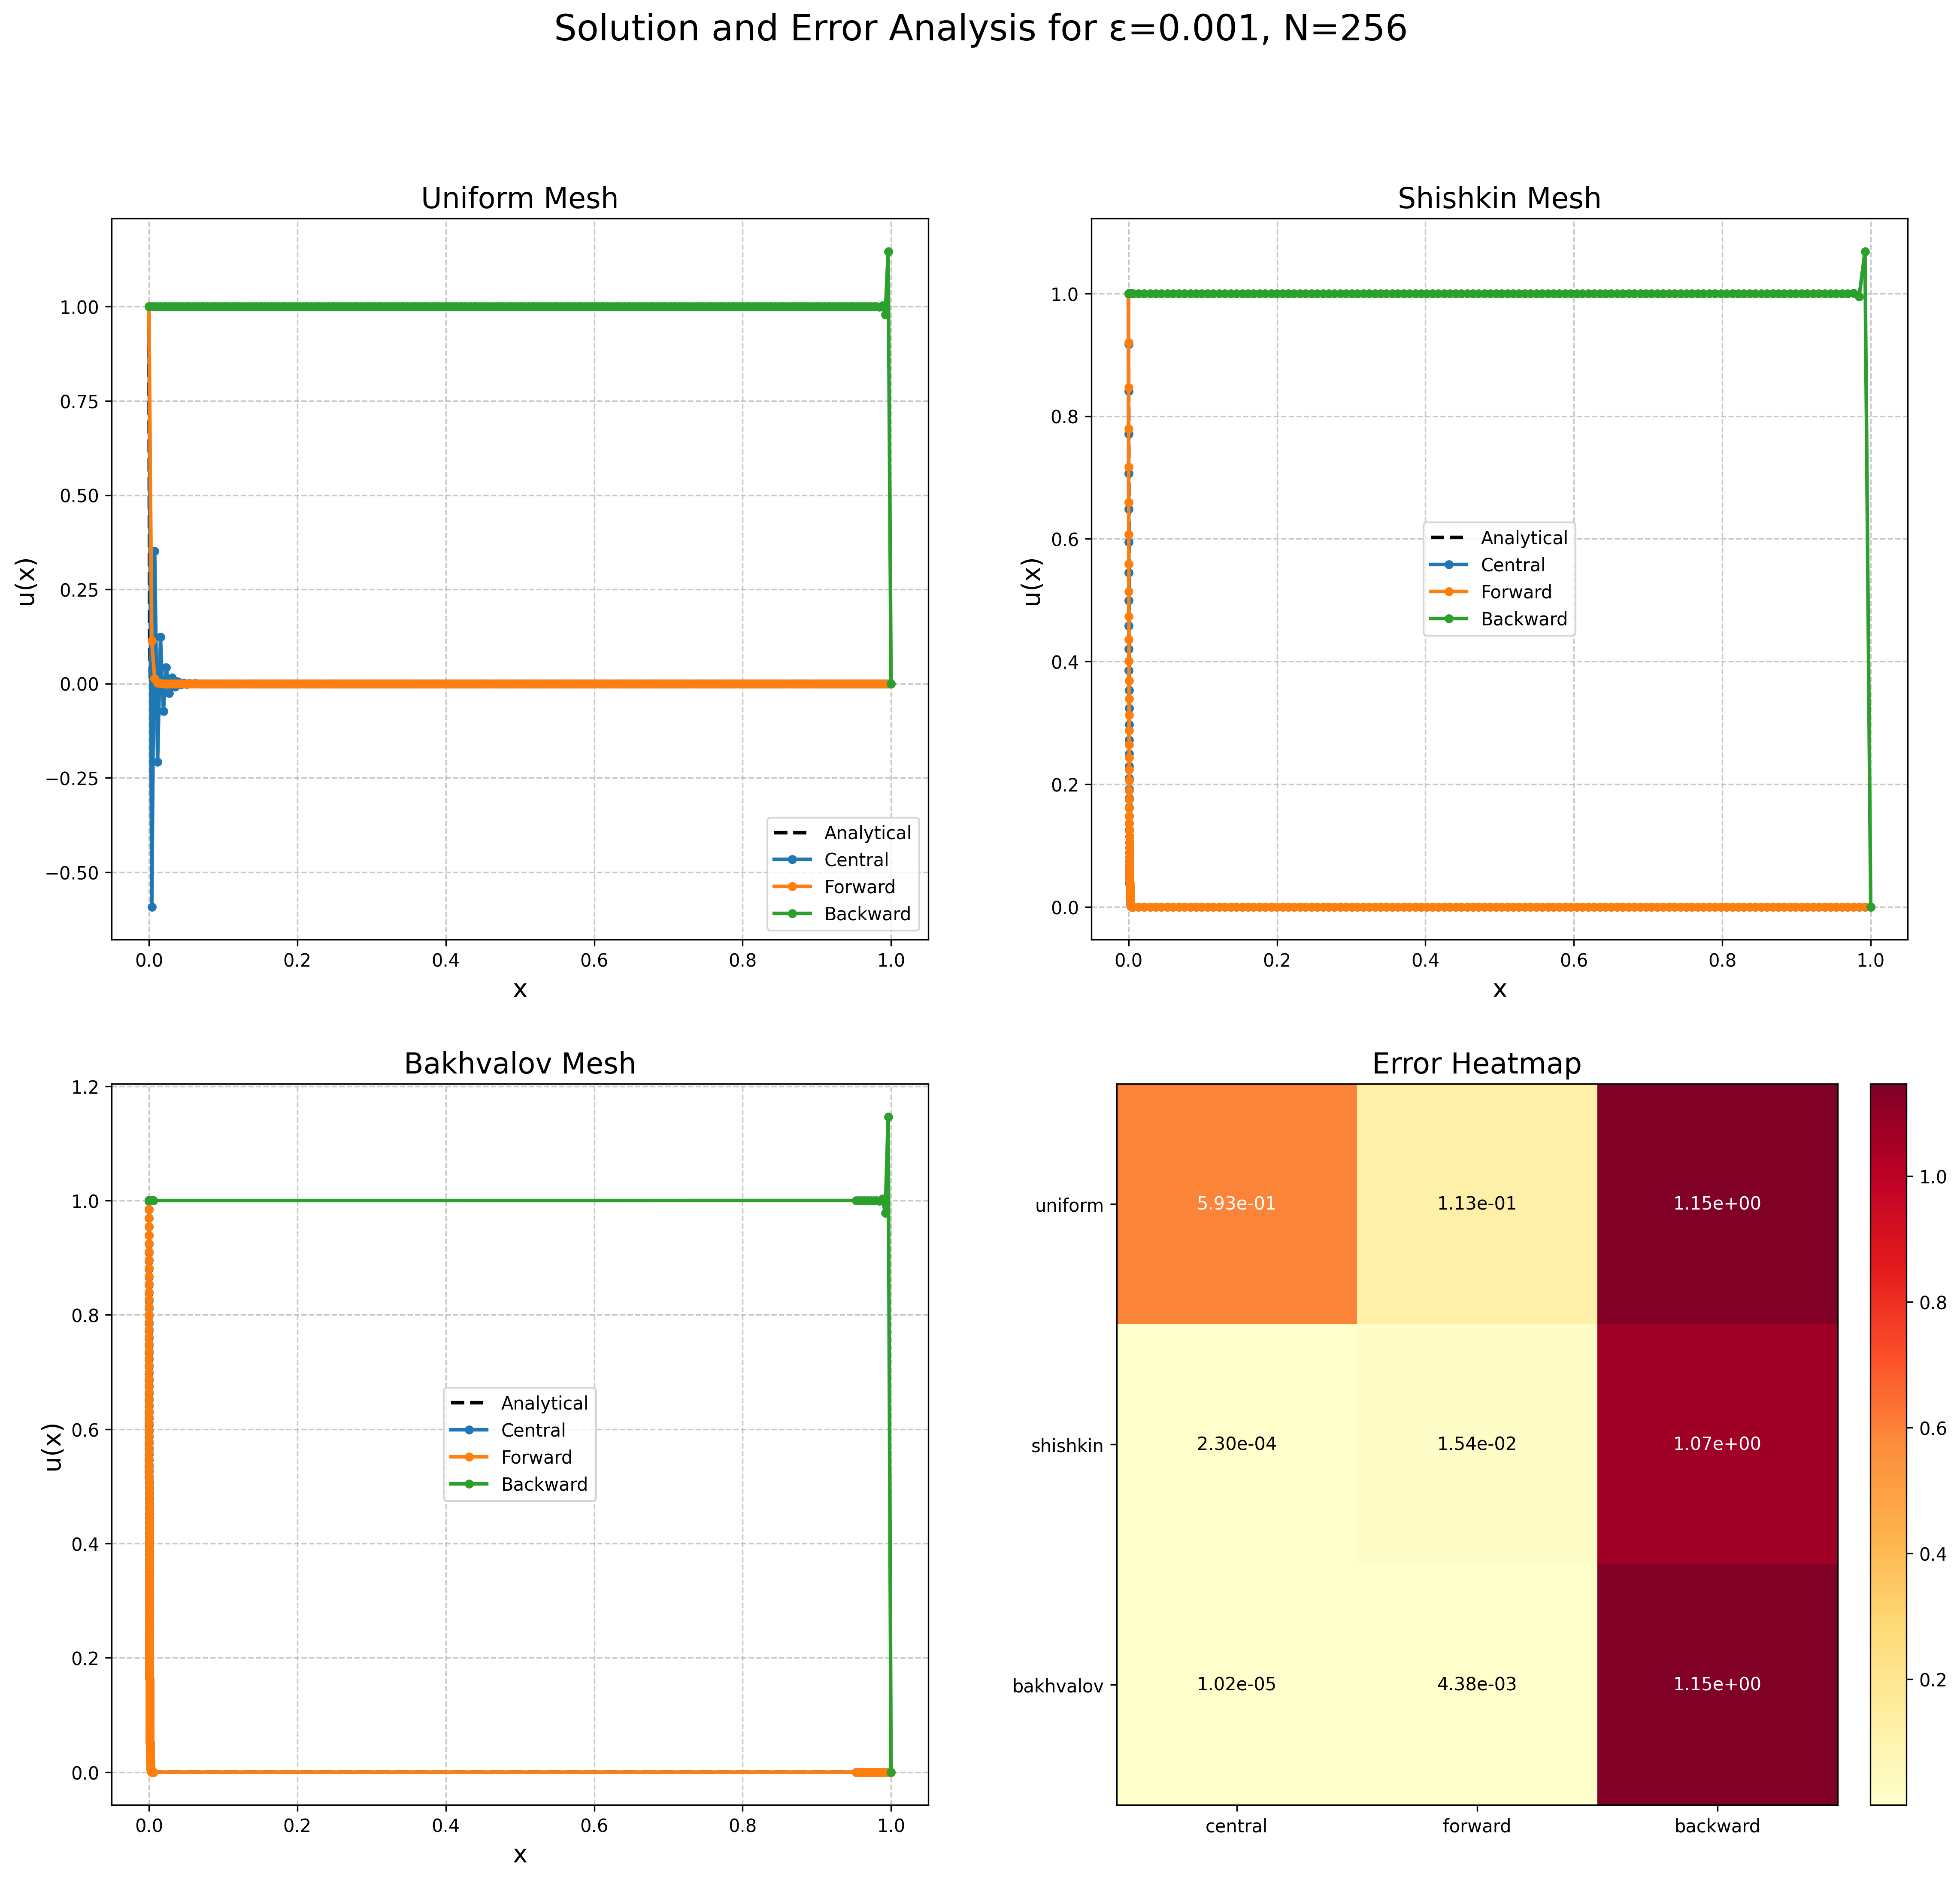 Solution and Error Analysis for ε=0.001, N=256
Uniform Mesh
u(x)
1.00
0.75
0.50
0.25
0.00
−0.25
−0.50
0.0 0.2 0.4 0.6 0.8 1.0
x
Analytical
Central
Forward
Backward
Shishkin Mesh
u(x)
1.0
0.8
0.6
0.4
0.2
0.0
0.0 0.2 0.4 0.6 0.8 1.0
x
Analytical
Central
Forward
Backward
Bakhvalov Mesh
u(x)
1.2
1.0
0.8
0.6
0.4
0.2
0.0
0.0 0.2 0.4 0.6 0.8 1.0
x
Analytical
Central
Forward
Backward
Error Heatmap
uniform 5.93e-01 1.13e-01 1.15e+00
shishkin 2.30e-04 1.54e-02 1.07e+00
bakhvalov 1.02e-05 4.38e-03 1.15e+00
central forward backward
1.0
0.8
0.6
0.4
0.2